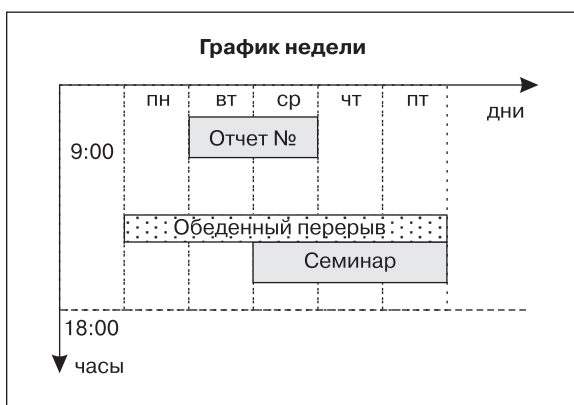 График недели
пн вт ср чт пт
дни
Отчет №
9:00
Обеденный перерыв
Семинар
18:00
часы